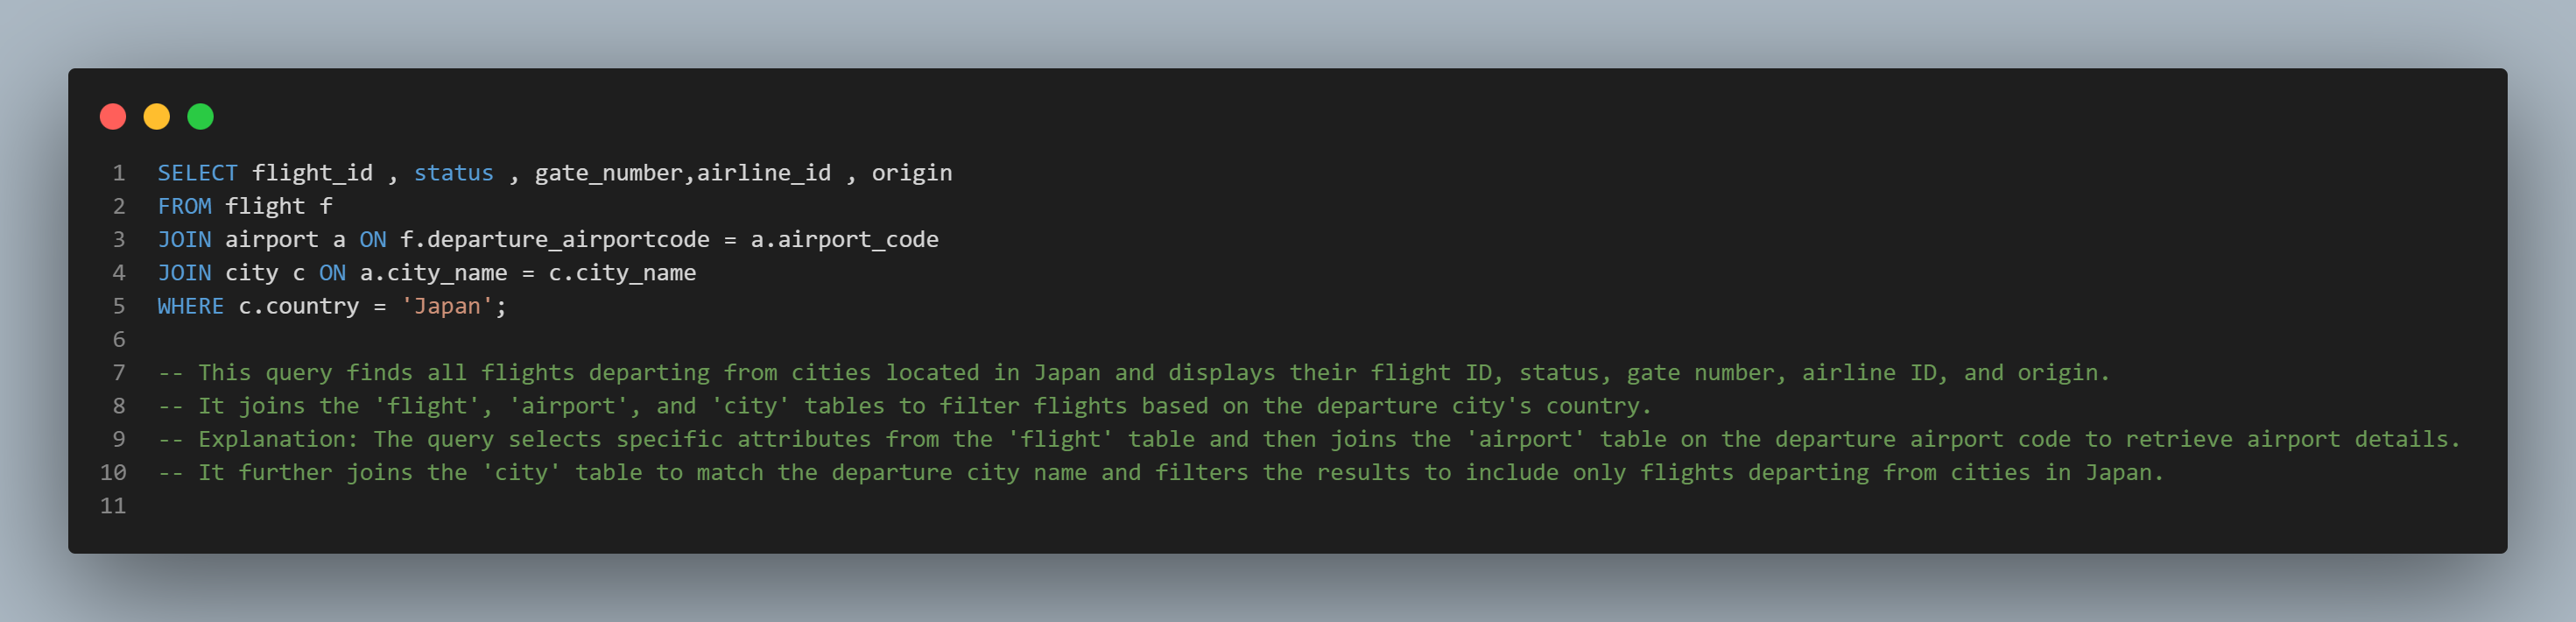 1 SELECT flight_id , status , gate_number,airline_id , origin
2 FROM flight f
3 JOIN airport a ON f.departure_airportcode = a.airport_code
4 JOIN city c ON a.city_name = c.city_name
5 WHERE c.country = 'Japan';
6
7 -- This query finds all flights departing from cities located in Japan and displays their flight ID, status, gate number, airline ID, and origin.
8 -- It joins the 'flight', 'airport', and 'city' tables to filter flights based on the departure city's country.
9 -- Explanation: The query selects specific attributes from the 'flight' table and then joins the 'airport' table on the departure airport code to retrieve airport details.
10 -- It further joins the 'city' table to match the departure city name and filters the results to include only flights departing from cities in Japan.
11